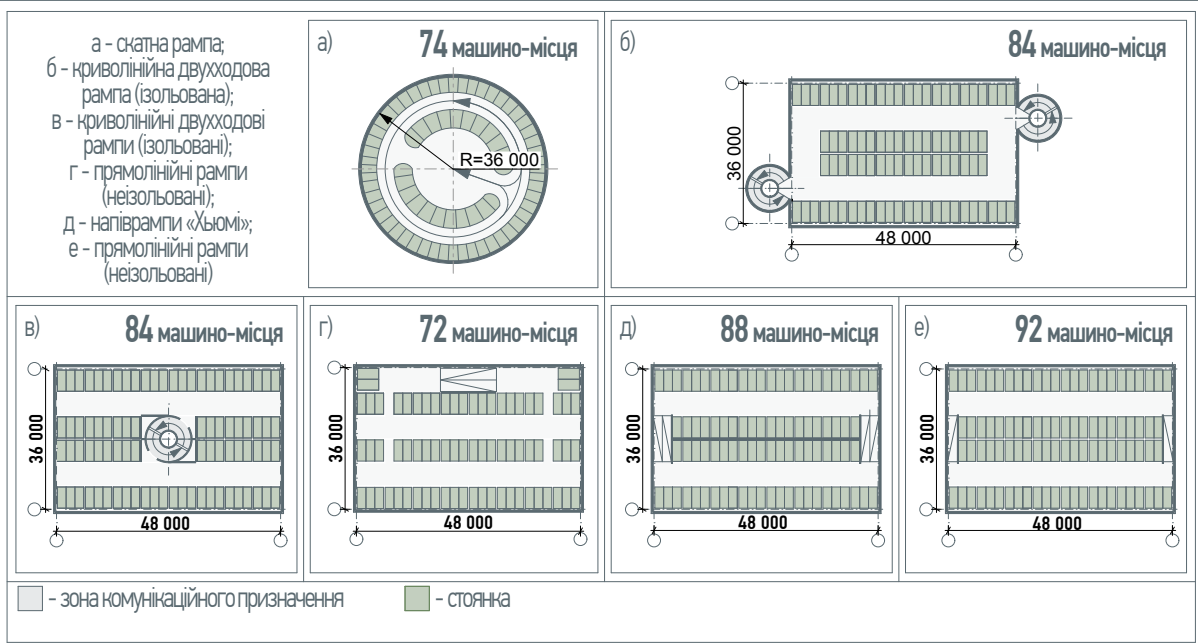 а - скатна рампа;
б - криволінійна двухходова
рампа (ізольована);
в - криволінійні двухходові
рампи (ізольовані);
г - прямолінійні рампи
(неізольовані);
д - напіврампи «Хьюмі»;
е - прямолінійні рампи
(неізольовані)
а)
74 машино-місця
R=36 000
б)
84 машино-місця
36 000
48 000
в)
84 машино-місця
36 000
48 000
г)
72 машино-місця
36 000
48 000
д)
88 машино-місця
36 000
48 000
е)
92 машино-місця
36 000
48 000
- зона комунікаційного призначення
- стоянка